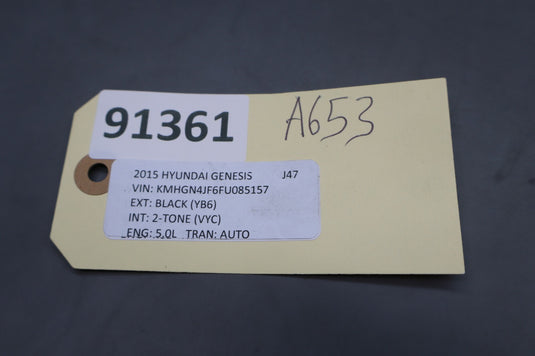 91361
A653
2015 HYUNDAI GENESIS J47
VIN: KMHGN4JF6FU085157
EXT: BLACK (YB6)
INT: 2-TONE (VYC)
ENG: 5.0L TRAN: AUTO